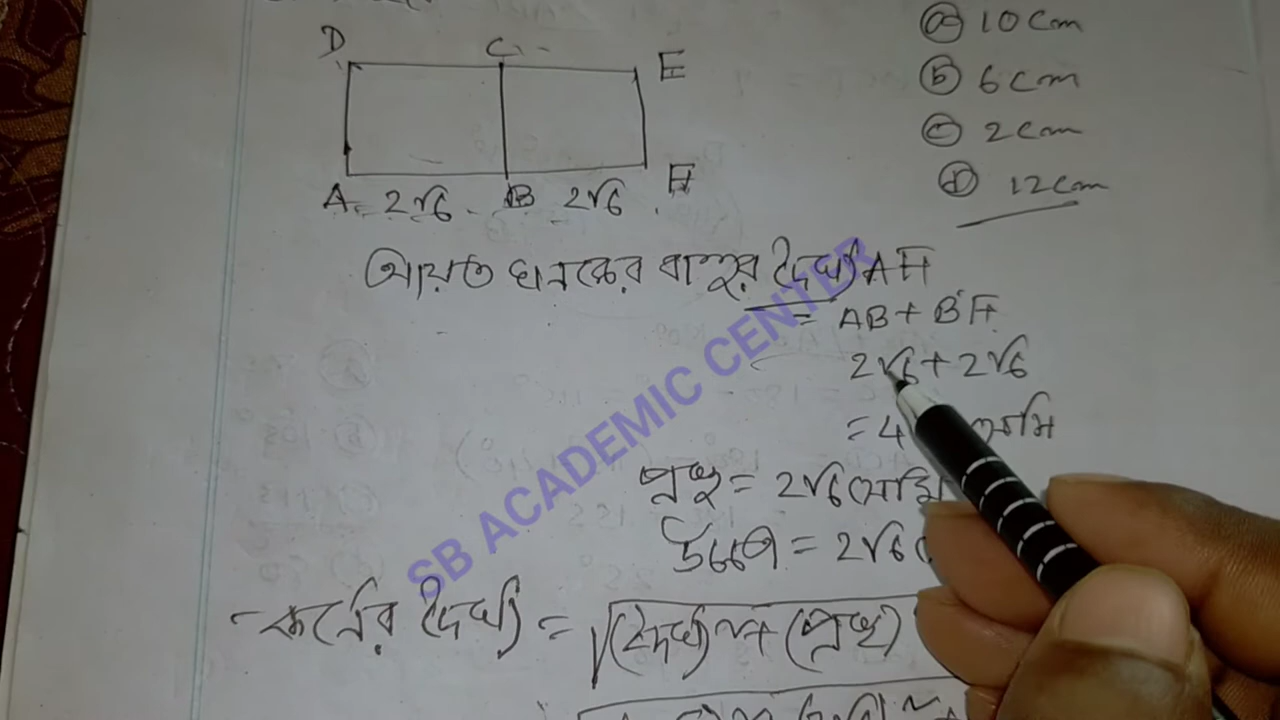 ⓐ 10 cm
ⓑ 6 cm
ⓒ 2 cm
ⓓ 12 cm
D C E
A 2√6 B 2√6 F
আয়ত ঘনকের বাহুর দৈর্ঘ্য AF
= AB + BF
2√6 + 2√6
= 4 সেমি
প্রস্থ = 2√6 সেমি
উচ্চতা = 2√6
কর্নের দৈর্ঘ্য = √(দৈর্ঘ্য)² + (প্রস্থ)
SB ACADEMIC CENTER